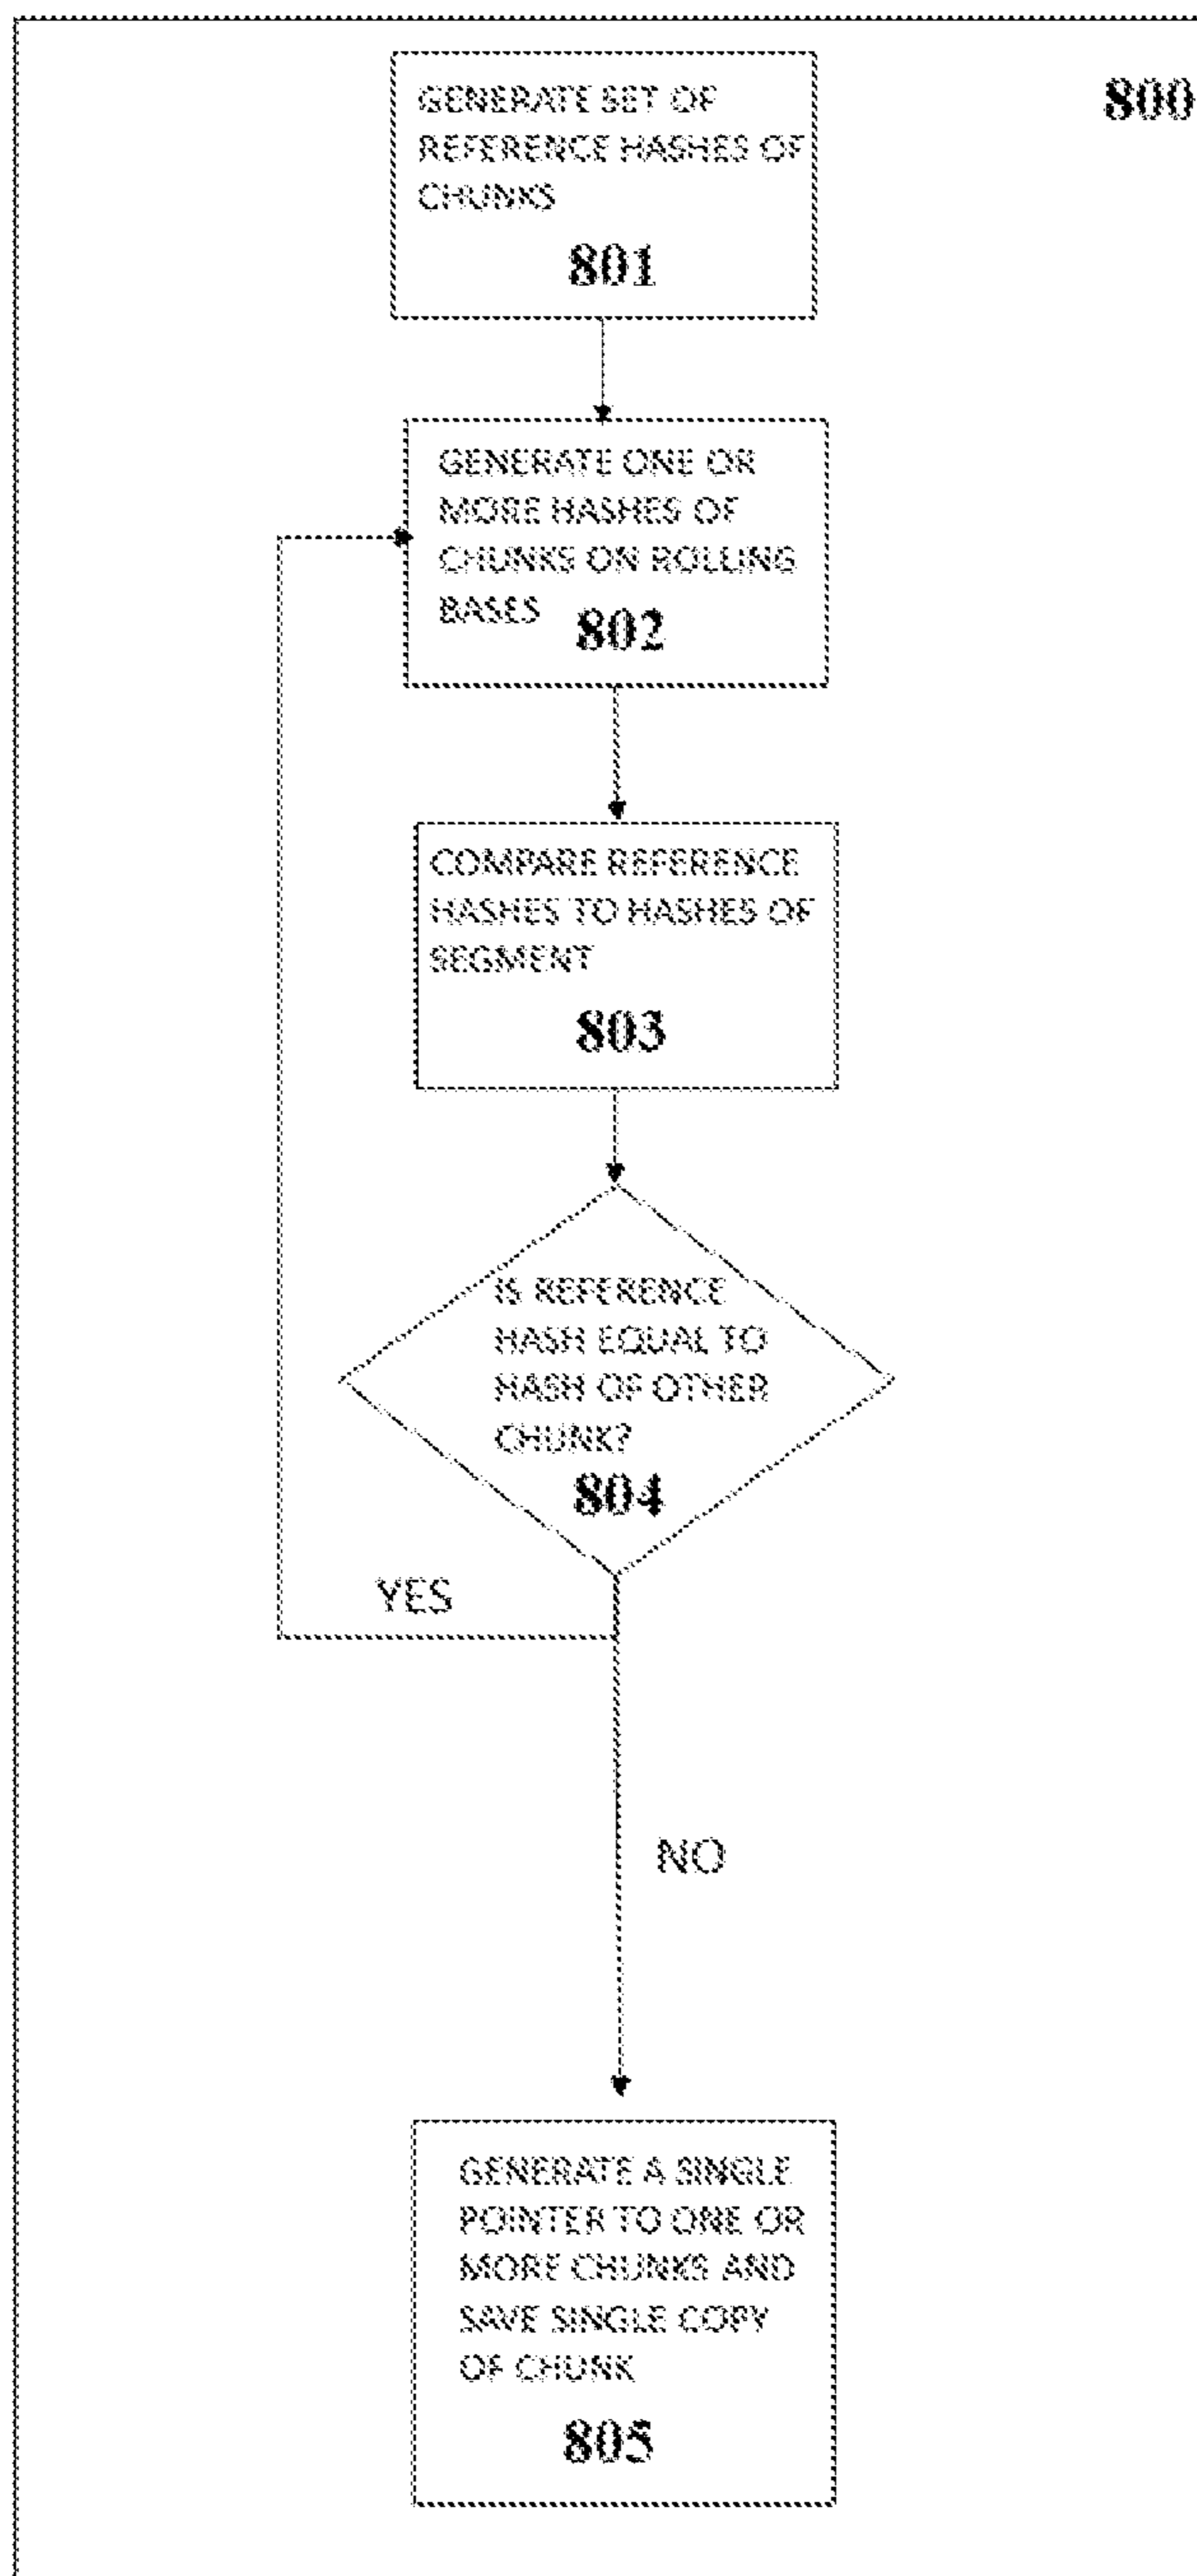 800
GENERATE SET OF
REFERENCE HASHES OF
CHUNKS
801
GENERATE ONE OR
MORE HASHES OF
CHUNKS ON ROLLING
BASES 802
COMPARE REFERENCE
HASHES TO HASHES OF
SEGMENT
803
IS REFERENCE
HASH EQUAL TO
HASH OF OTHER
CHUNK?
804
YES
NO
GENERATE A SINGLE
POINTER TO ONE OR
MORE CHUNKS AND
SAVE SINGLE COPY
OF CHUNK
805